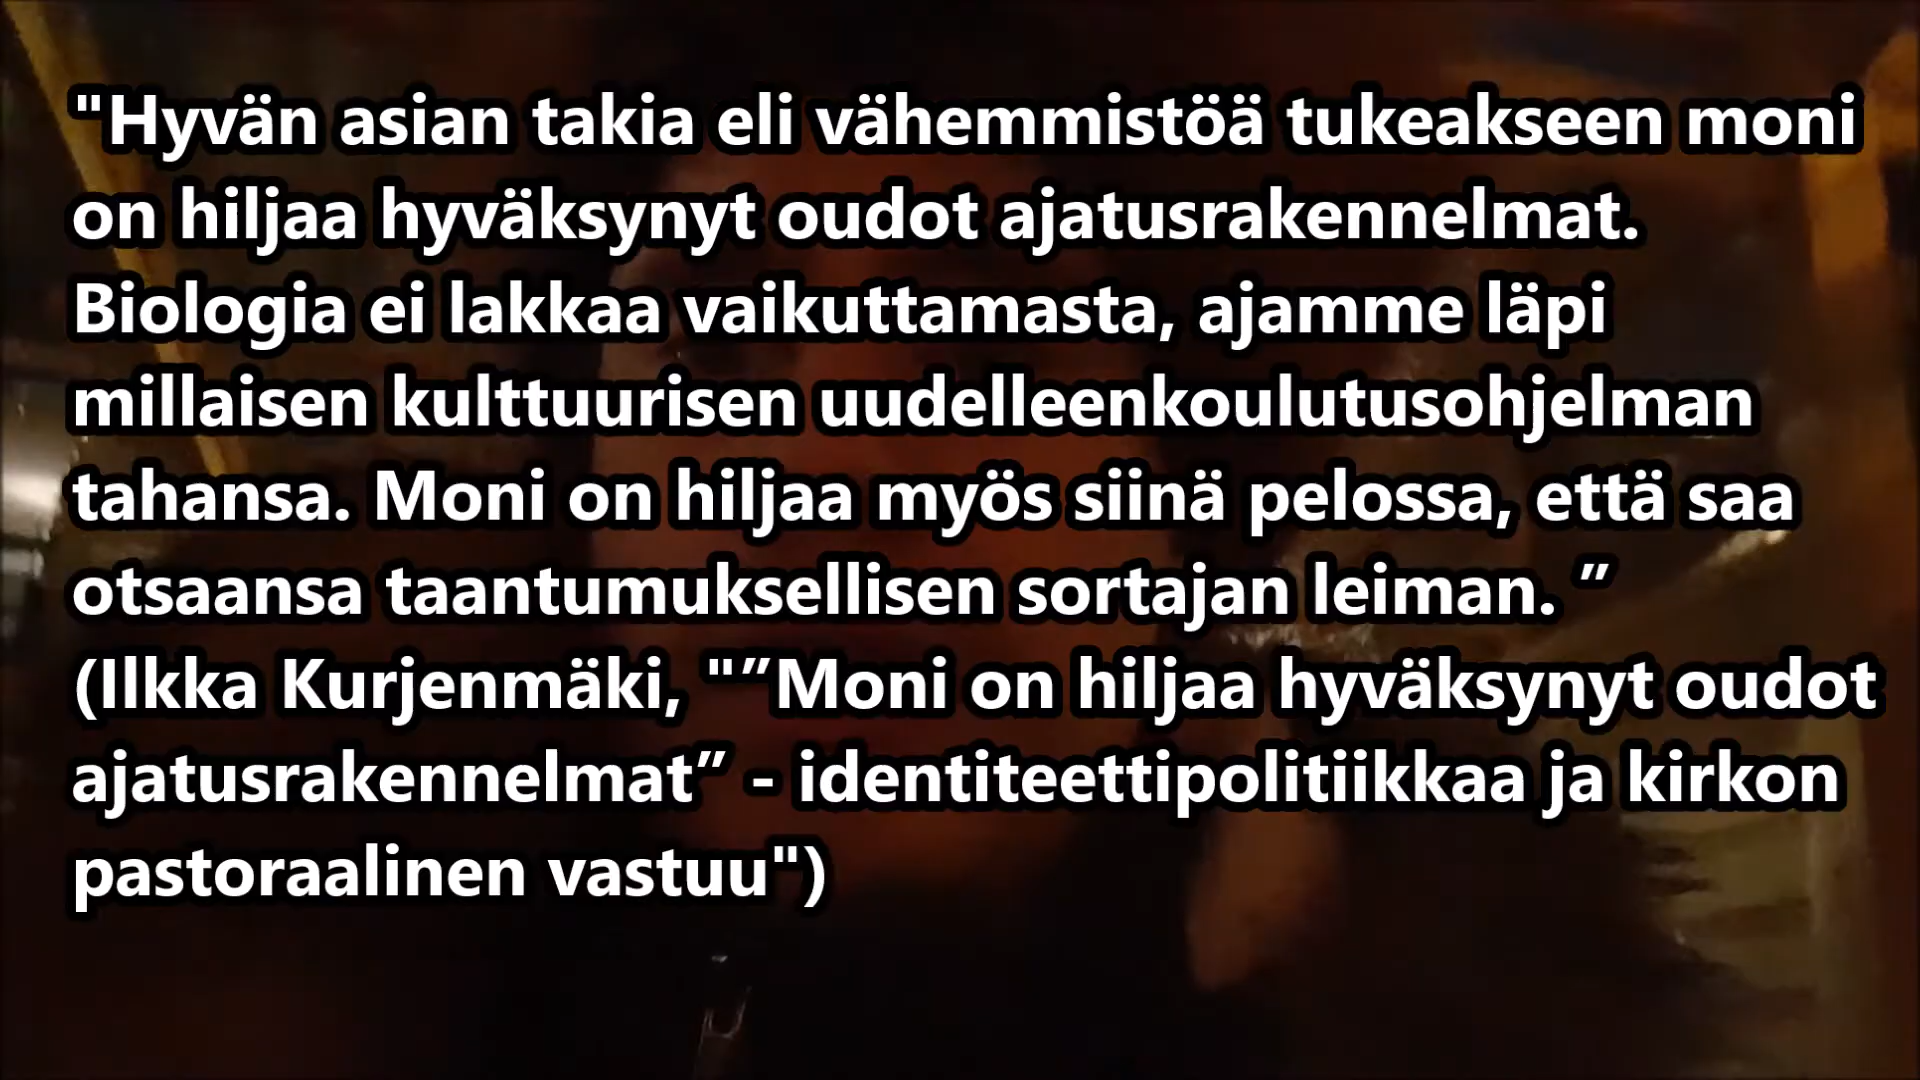 "Hyvän asian takia eli vähemmistöä tukeakseen moni
on hiljaa hyväksynyt oudot ajatusrakennelmat.
Biologia ei lakkaa vaikuttamasta, ajamme läpi
millaisen kulttuurisen uudelleenkoulutusohjelman
tahansa. Moni on hiljaa myös siinä pelossa, että saa
otsaansa taantumuksellisen sortajan leiman. ”
(Ilkka Kurjenmäki, "”Moni on hiljaa hyväksynyt oudot
ajatusrakennelmat” - identiteettipolitiikkaa ja kirkon
pastoraalinen vastuu")